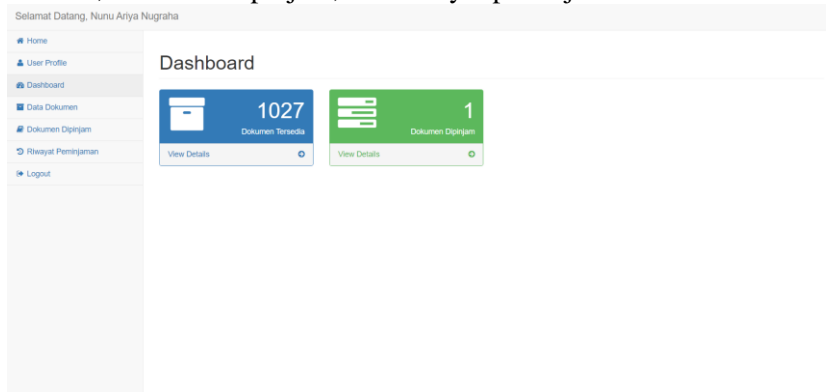 Selamat Datang, Nunu Ariya Nugraha
Home
User Profile
Dashboard
Data Dokumen
Dokumen Dipinjam
Riwayat Peminjaman
Logout
Dashboard
1027
Dokumen Tersedia
View Details
1
Dokumen Dipinjam
View Details